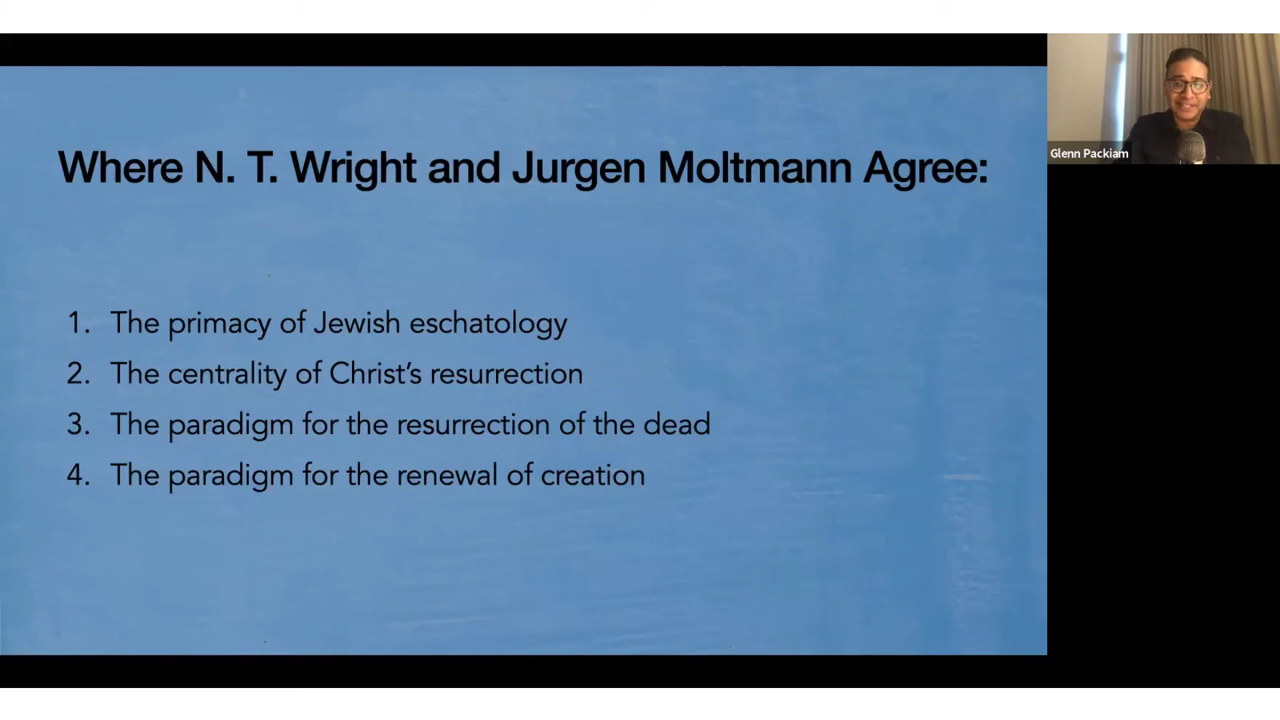 Where N. T. Wright and Jurgen Moltmann Agree:
1. The primacy of Jewish eschatology
2. The centrality of Christ's resurrection
3. The paradigm for the resurrection of the dead
4. The paradigm for the renewal of creation
Glenn Packiam